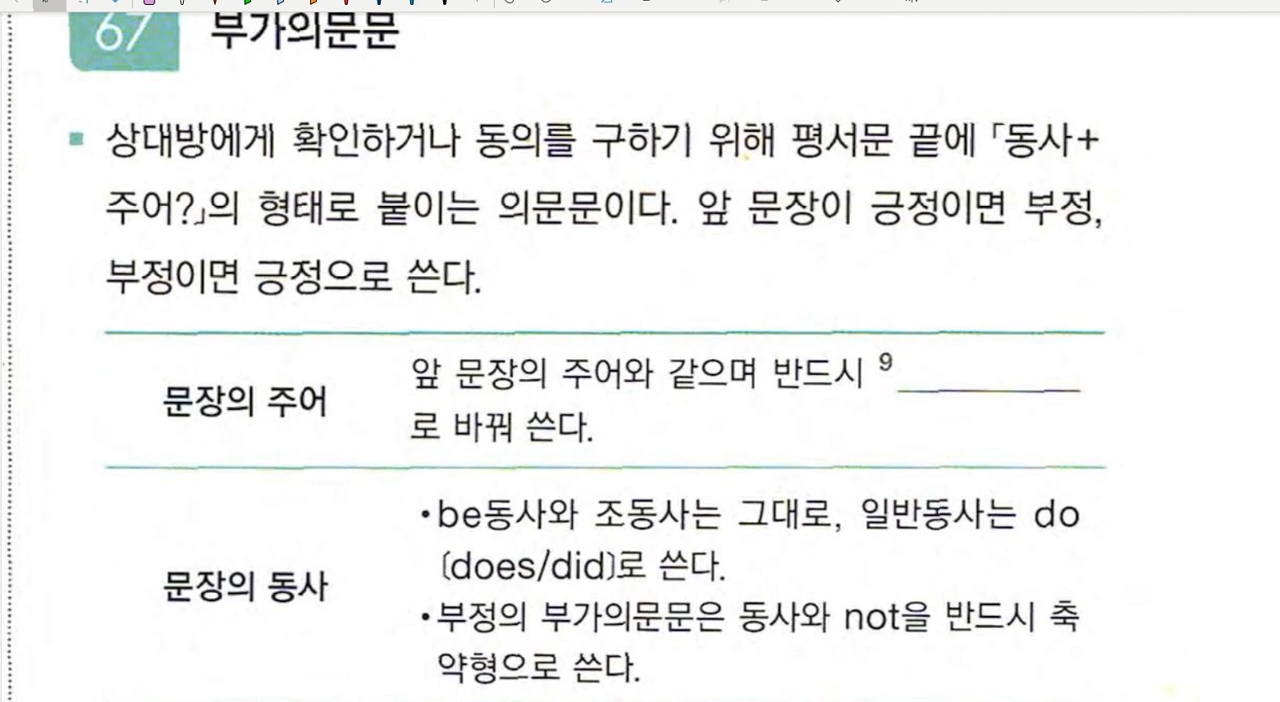 67 부가의문문
상대방에게 확인하거나 동의를 구하기 위해 평서문 끝에 「동사+
주어?」의 형태로 붙이는 의문문이다. 앞 문장이 긍정이면 부정,
부정이면 긍정으로 쓴다.
문장의 주어
앞 문장의 주어와 같으며 반드시 9
로 바꿔 쓴다.
문장의 동사
•be동사와 조동사는 그대로, 일반동사는 do
(does/did)로 쓴다.
•부정의 부가의문문은 동사와 not을 반드시 축
약형으로 쓴다.